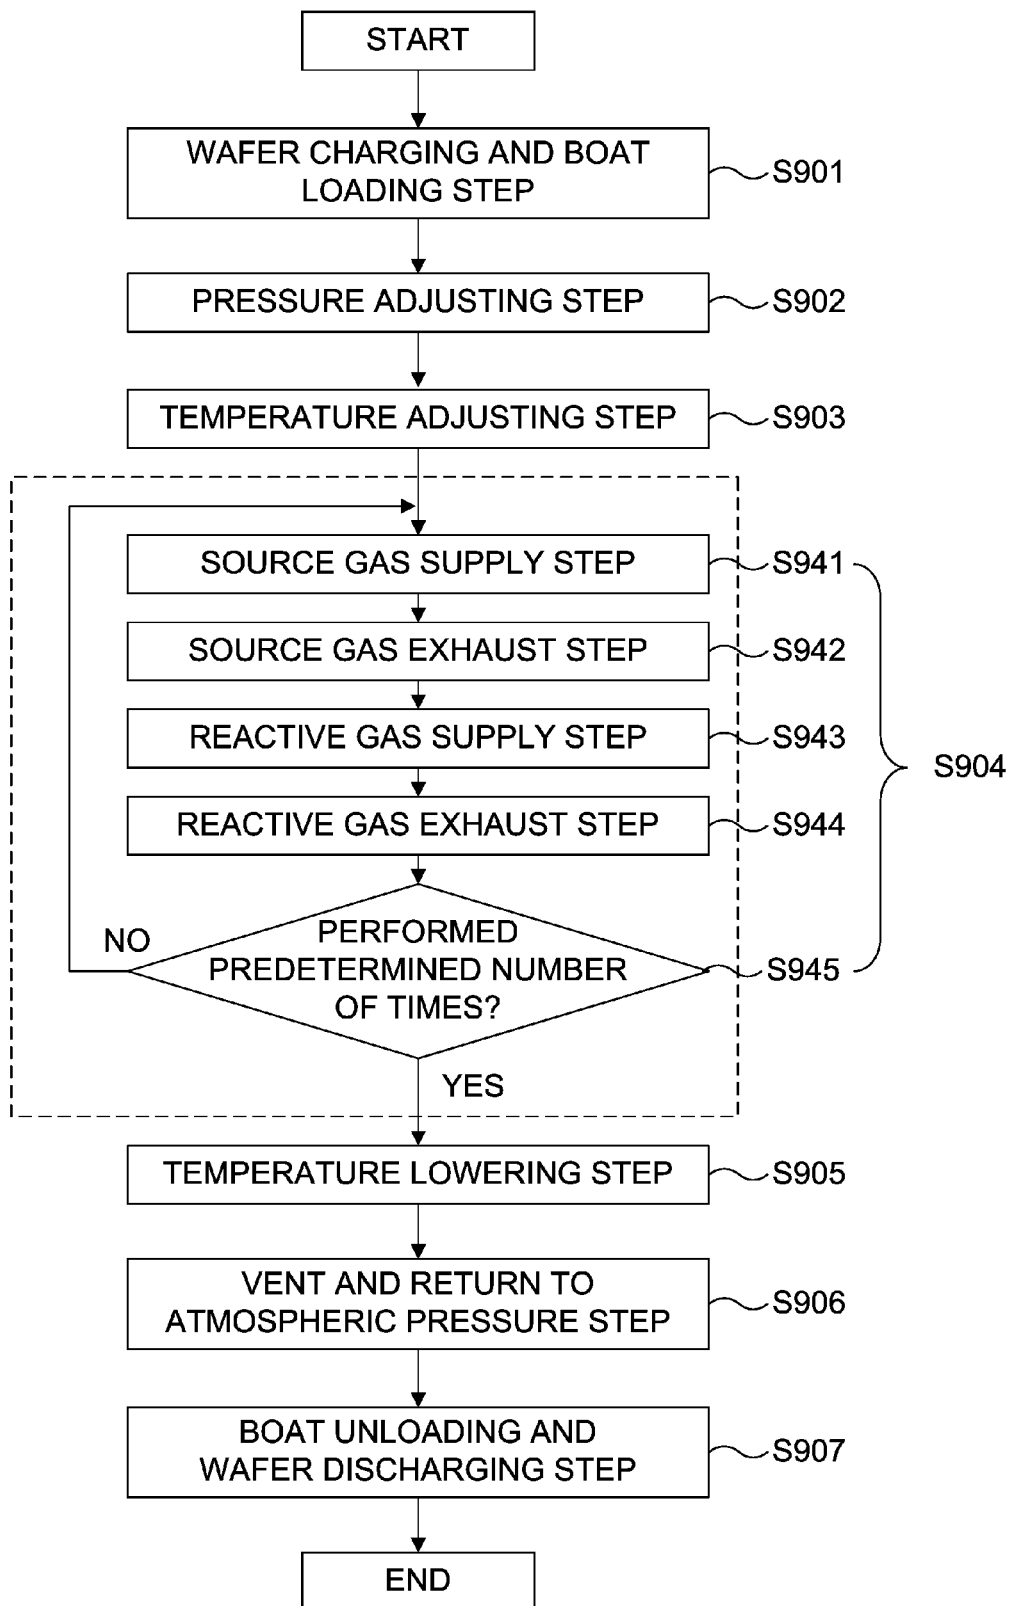 START
WAFER CHARGING AND BOAT
LOADING STEP
S901
PRESSURE ADJUSTING STEP
S902
TEMPERATURE ADJUSTING STEP
S903
SOURCE GAS SUPPLY STEP
S941
SOURCE GAS EXHAUST STEP
S942
REACTIVE GAS SUPPLY STEP
S943
S904
REACTIVE GAS EXHAUST STEP
S944
NO
PERFORMED
PREDETERMINED NUMBER
OF TIMES?
S945
YES
TEMPERATURE LOWERING STEP
S905
VENT AND RETURN TO
ATMOSPHERIC PRESSURE STEP
S906
BOAT UNLOADING AND
WAFER DISCHARGING STEP
S907
END